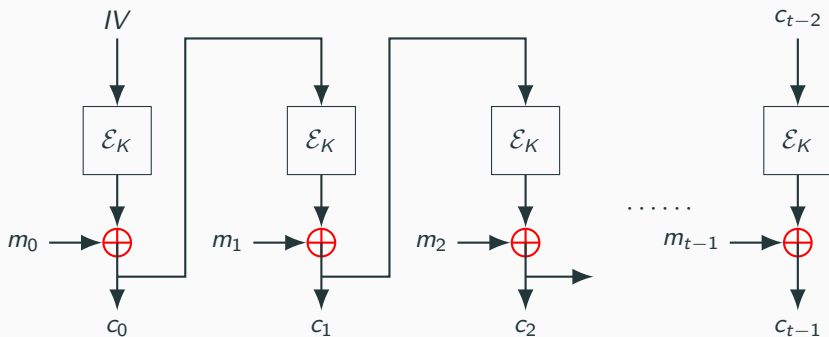 IV c_{t−2}
ℰ_K ℰ_K ℰ_K ℰ_K
......
m_0 m_1 m_2 m_{t−1}
c_0 c_1 c_2 c_{t−1}